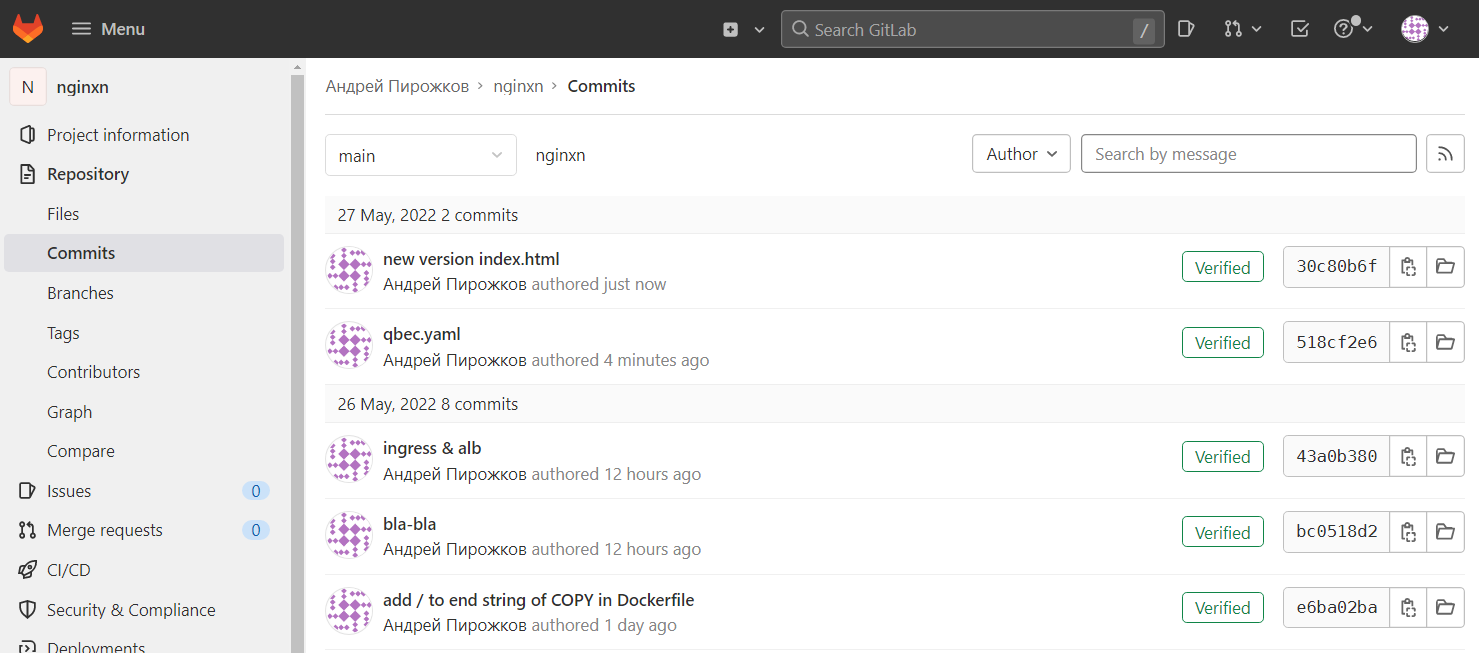 Menu
Search GitLab /
N nginxn
Project information
Repository
Files
Commits
Branches
Tags
Contributors
Graph
Compare
Issues 0
Merge requests 0
CI/CD
Security & Compliance
Deployments
Андрей Пирожков › nginxn › Commits
main nginxn Author Search by message
27 May, 2022 2 commits
new version index.html
Андрей Пирожков authored just now
Verified 30c80b6f
qbec.yaml
Андрей Пирожков authored 4 minutes ago
Verified 518cf2e6
26 May, 2022 8 commits
ingress & alb
Андрей Пирожков authored 12 hours ago
Verified 43a0b380
bla-bla
Андрей Пирожков authored 12 hours ago
Verified bc0518d2
add / to end string of COPY in Dockerfile
Андрей Пирожков authored 1 day ago
Verified e6ba02ba